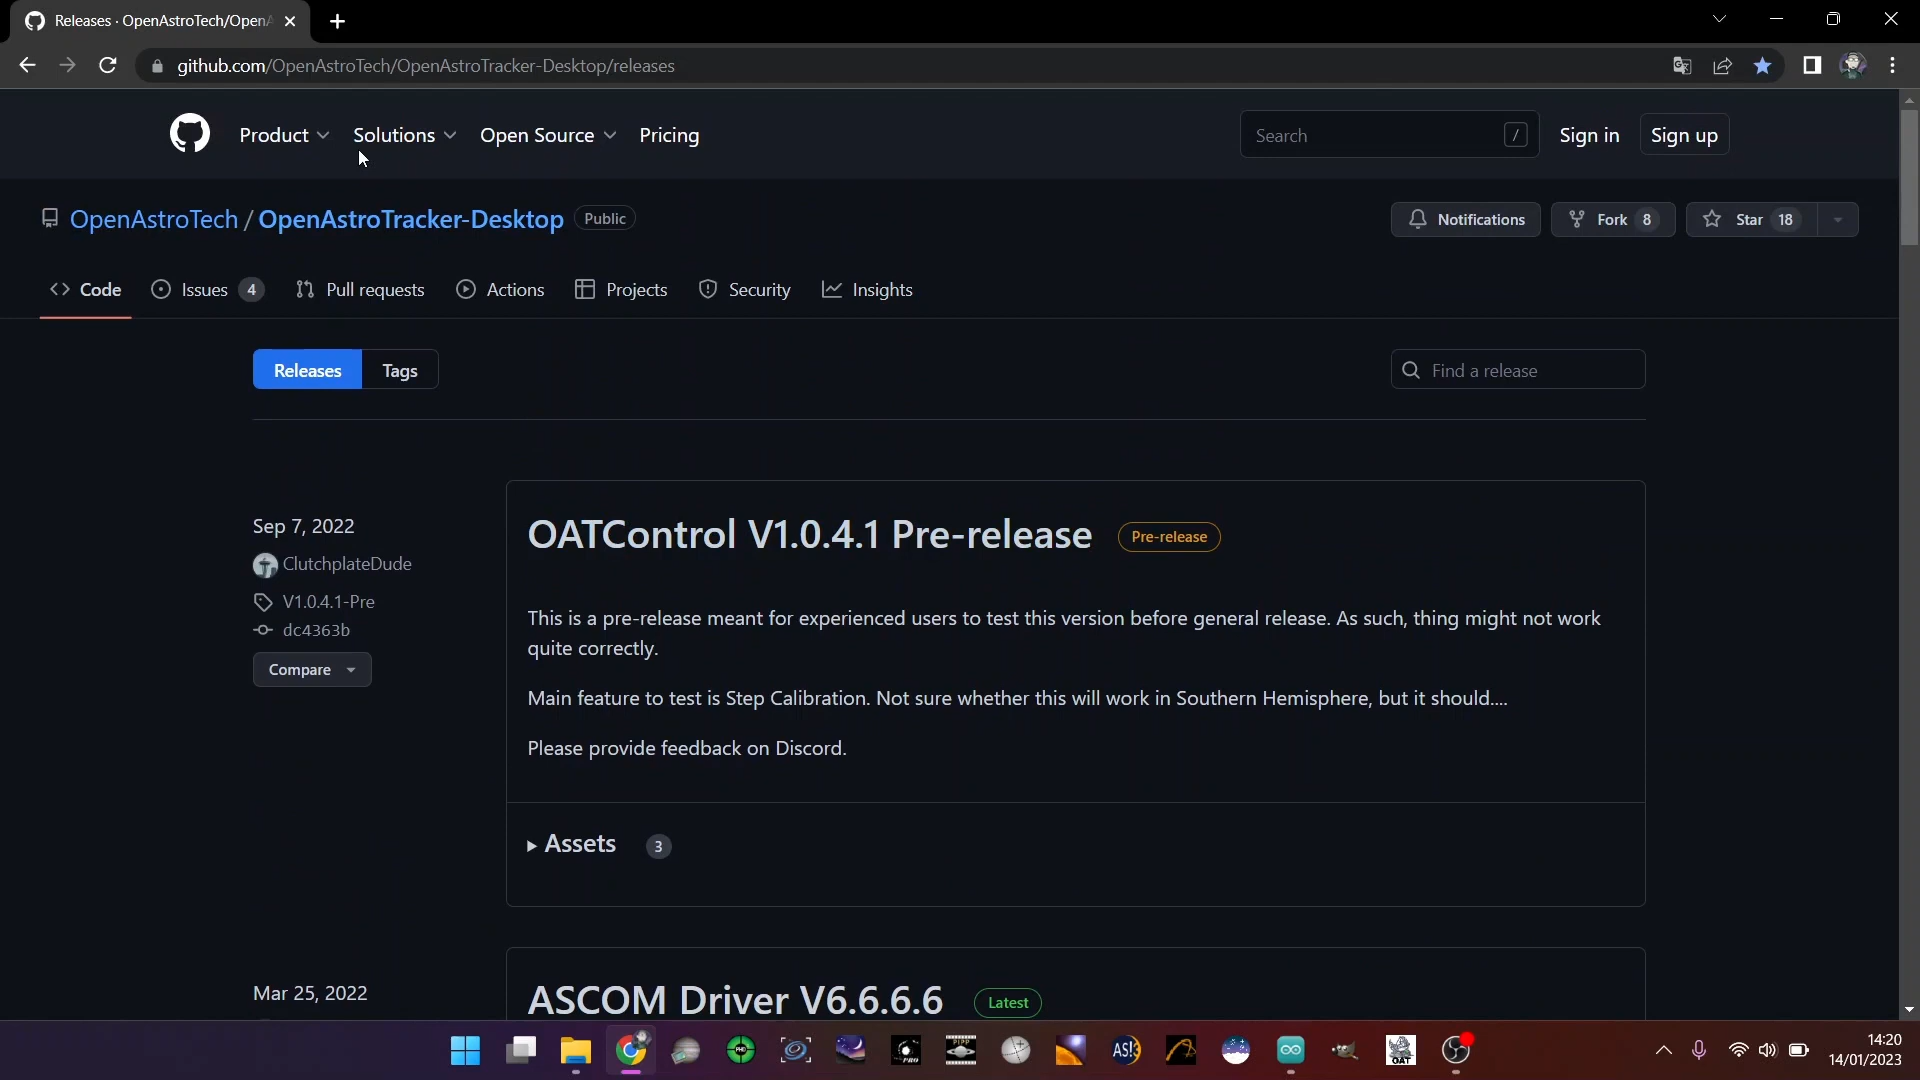 Releases · OpenAstroTech/OpenA
github.com/OpenAstroTech/OpenAstroTracker-Desktop/releases
Product Solutions Open Source Pricing Search / Sign in Sign up
OpenAstroTech / OpenAstroTracker-Desktop Public Notifications Fork 8 Star 18
Code Issues 4 Pull requests Actions Projects Security Insights
Releases Tags Find a release
Sep 7, 2022
ClutchplateDude
V1.0.4.1-Pre
dc4363b
Compare
OATControl V1.0.4.1 Pre-release Pre-release
This is a pre-release meant for experienced users to test this version before general release. As such, thing might not work
quite correctly.
Main feature to test is Step Calibration. Not sure whether this will work in Southern Hemisphere, but it should....
Please provide feedback on Discord.
Assets 3
Mar 25, 2022
ASCOM Driver V6.6.6.6 Latest
PHD PRO PIPP AS!3 OAT
14:20
14/01/2023